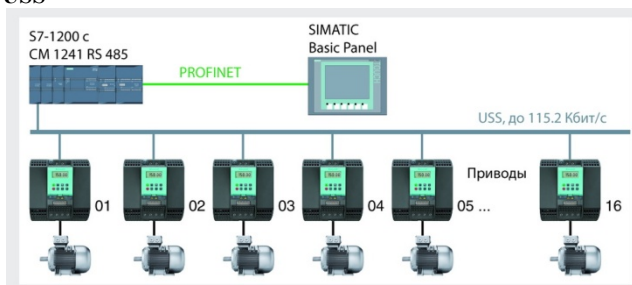 USS
S7-1200 с
CM 1241 RS 485
SIMATIC
Basic Panel
PROFINET
USS, до 115.2 Кбит/с
Приводы
01
02
03
04
05 ...
16